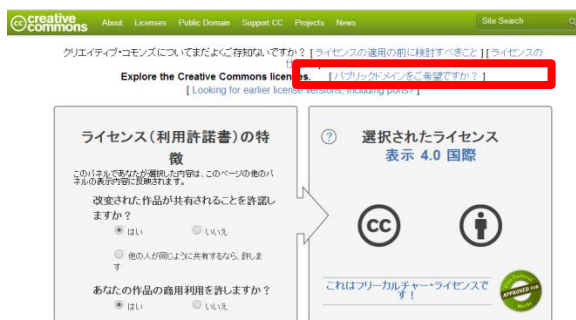 creative commons
About Licenses Public Domain Support CC Projects News
Site Search
クリエイティブ・コモンズについてまだよくご存知ないですか? [ ライセンスの適用の前に検討すべきこと ] [ ライセンスの
Explore the Creative Commons licenses. [ パブリックドメインをご希望ですか? ]
[ Looking for earlier license versions, including ports? ]
ライセンス(利用許諾書)の特
徴
このパネルであなたが選択した内容は、このページの他のパ
ネルの表示内容に反映されます。
改変された作品が共有されることを許諾し
ますか?
はい いいえ
他の人が同じように共有するなら、許しま
す
あなたの作品の商用利用を許しますか?
はい いいえ
? 選択されたライセンス
表示 4.0 国際
cc
これはフリーカルチャー・ライセンスで
す!
APPROVED FOR